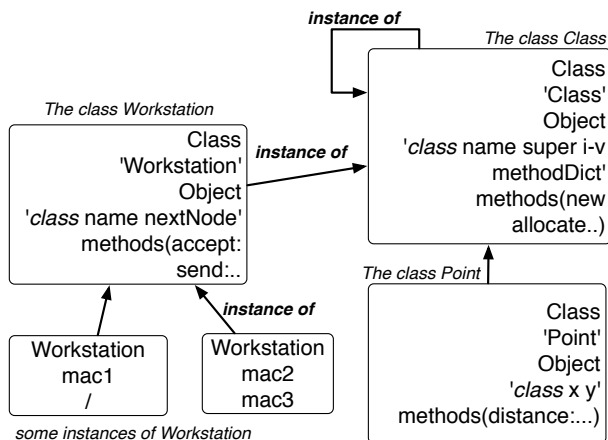 instance of
The class Class
Class
'Class'
Object
'class name super i-v
methodDict'
methods(new
allocate..)
The class Workstation
Class
'Workstation'
Object
'class name nextNode'
methods(accept:
send:..
instance of
The class Point
Class
'Point'
Object
'class x y'
methods(distance:...)
instance of
Workstation
mac1
/
Workstation
mac2
mac3
some instances of Workstation